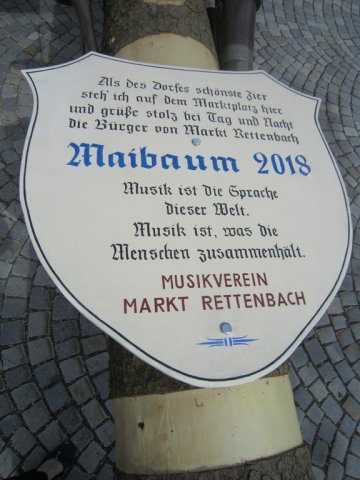 Als des Dorfes schönste Zier
steh' ich auf dem Marktplatz hier
und grüße stolz bei Tag und Nacht
die Bürger von Markt Rettenbach
Maibaum 2018
Musik ist die Sprache
dieser Welt.
Musik ist, was die
Menschen zusammenhält.
MUSIKVEREIN
MARKT RETTENBACH